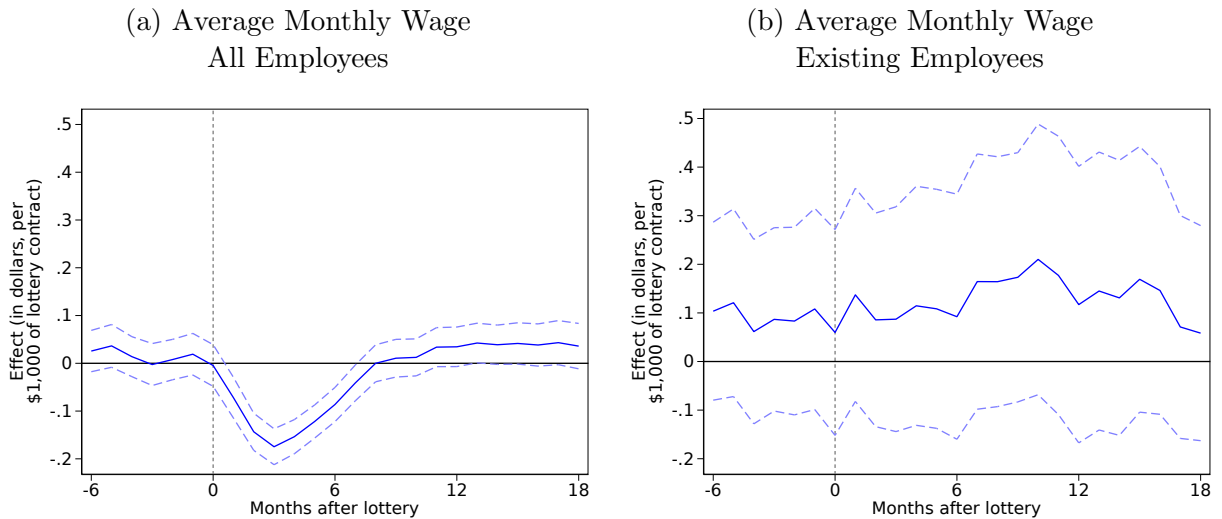 (a) Average Monthly Wage
All Employees
Effect (in dollars, per
$1,000 of lottery contract)
.5
.4
.3
.2
.1
0
-.1
-.2
-6
0
6
12
18
Months after lottery
(b) Average Monthly Wage
Existing Employees
Effect (in dollars, per
$1,000 of lottery contract)
.5
.4
.3
.2
.1
0
-.1
-.2
-6
0
6
12
18
Months after lottery